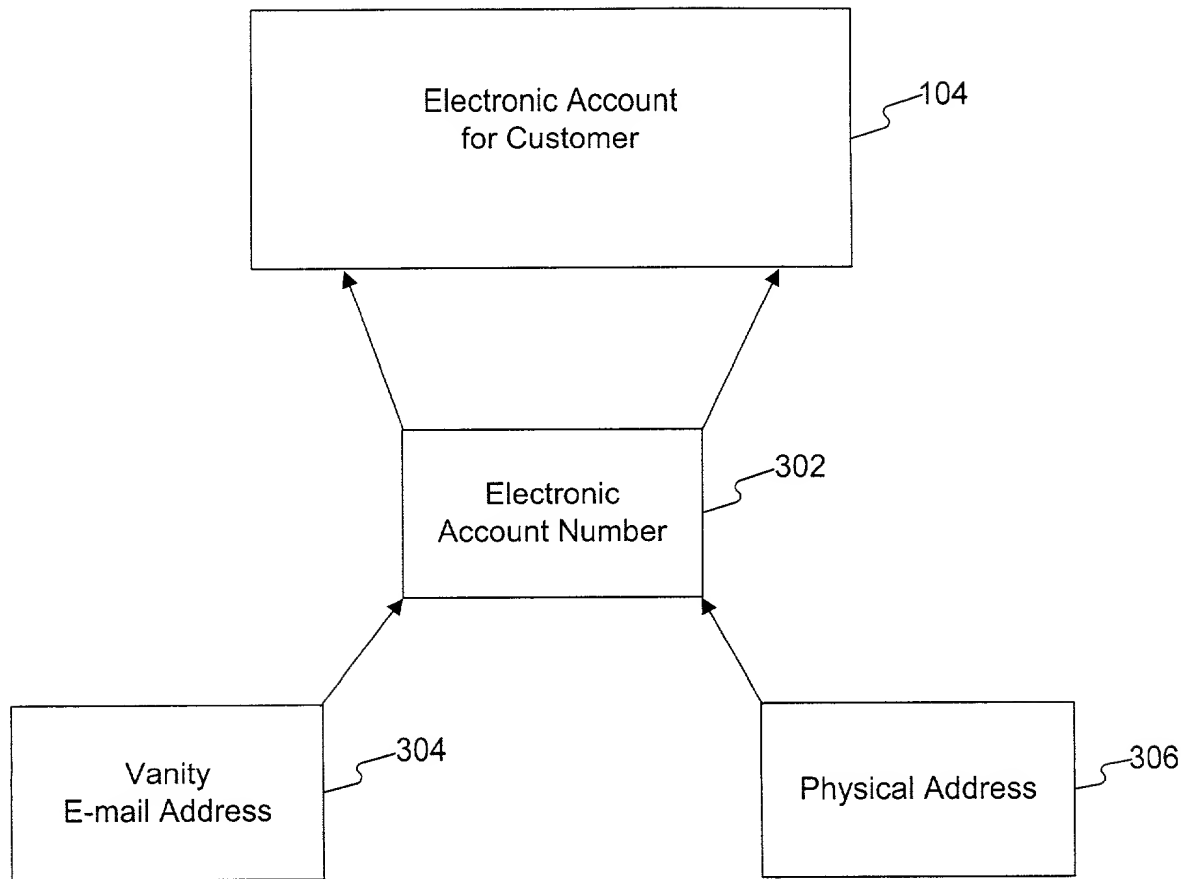 Electronic Account
for Customer
104
Electronic
Account Number
302
Vanity
E-mail Address
304
Physical Address
306